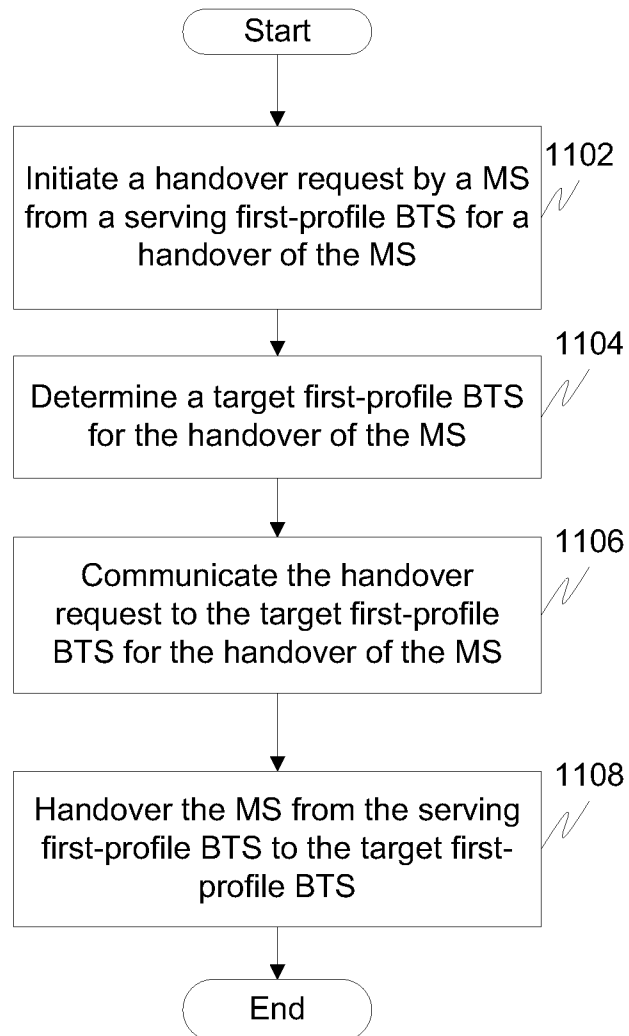 Start
1102
Initiate a handover request by a MS
from a serving first-profile BTS for a
handover of the MS
1104
Determine a target first-profile BTS
for the handover of the MS
1106
Communicate the handover
request to the target first-profile
BTS for the handover of the MS
1108
Handover the MS from the serving
first-profile BTS to the target first-
profile BTS
End